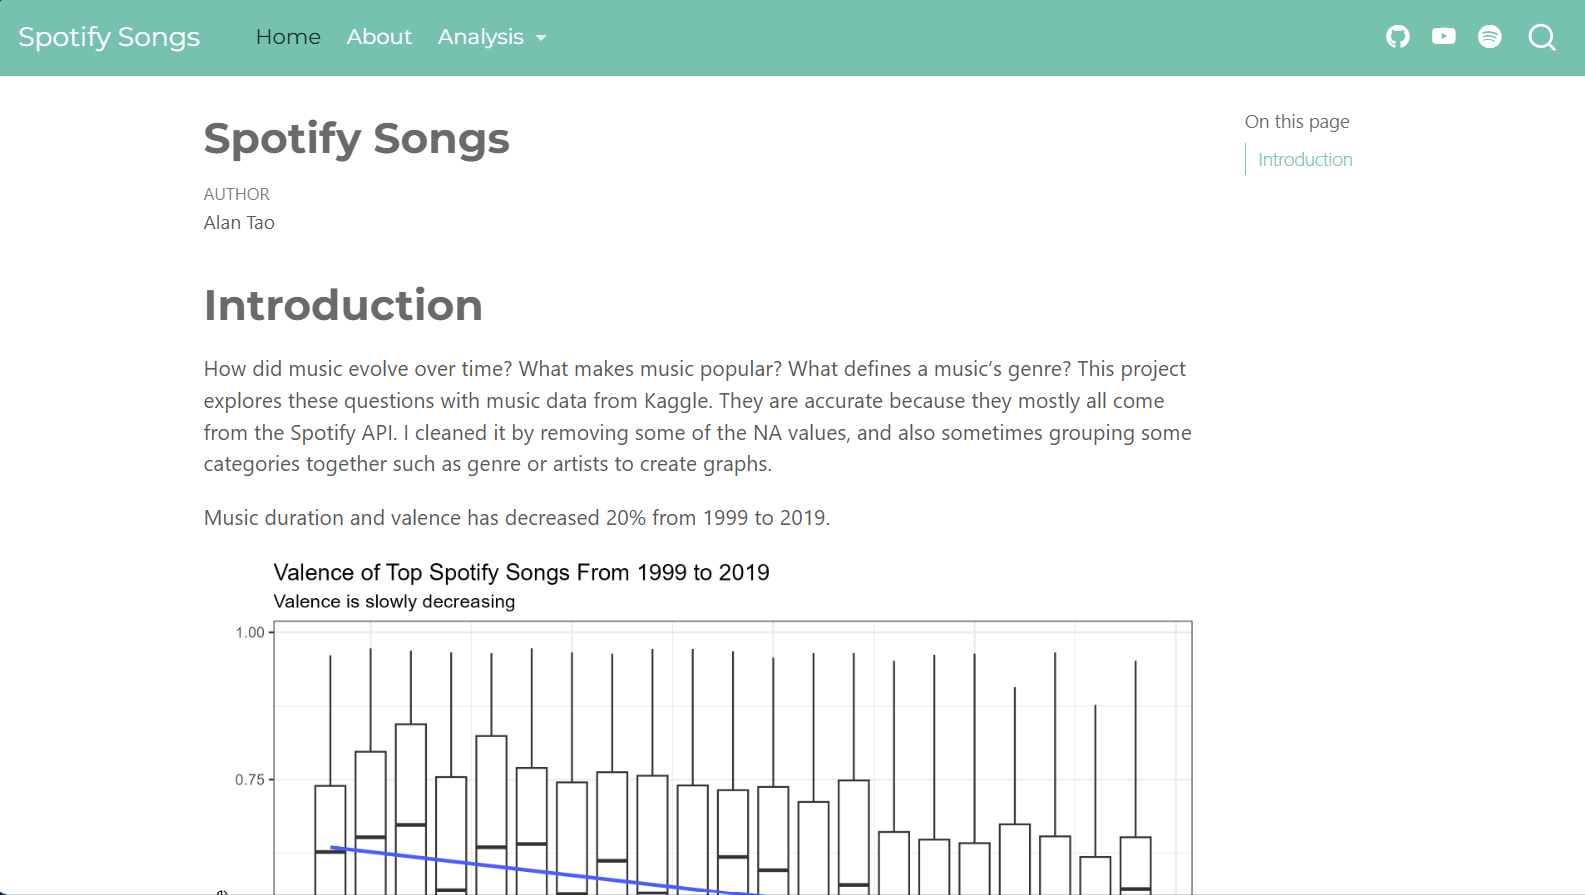 Spotify Songs Home About Analysis
Spotify Songs
On this page
Introduction
AUTHOR
Alan Tao
Introduction
How did music evolve over time? What makes music popular? What defines a music’s genre? This project
explores these questions with music data from Kaggle. They are accurate because they mostly all come
from the Spotify API. I cleaned it by removing some of the NA values, and also sometimes grouping some
categories together such as genre or artists to create graphs.
Music duration and valence has decreased 20% from 1999 to 2019.
Valence of Top Spotify Songs From 1999 to 2019
Valence is slowly decreasing
1.00
0.75